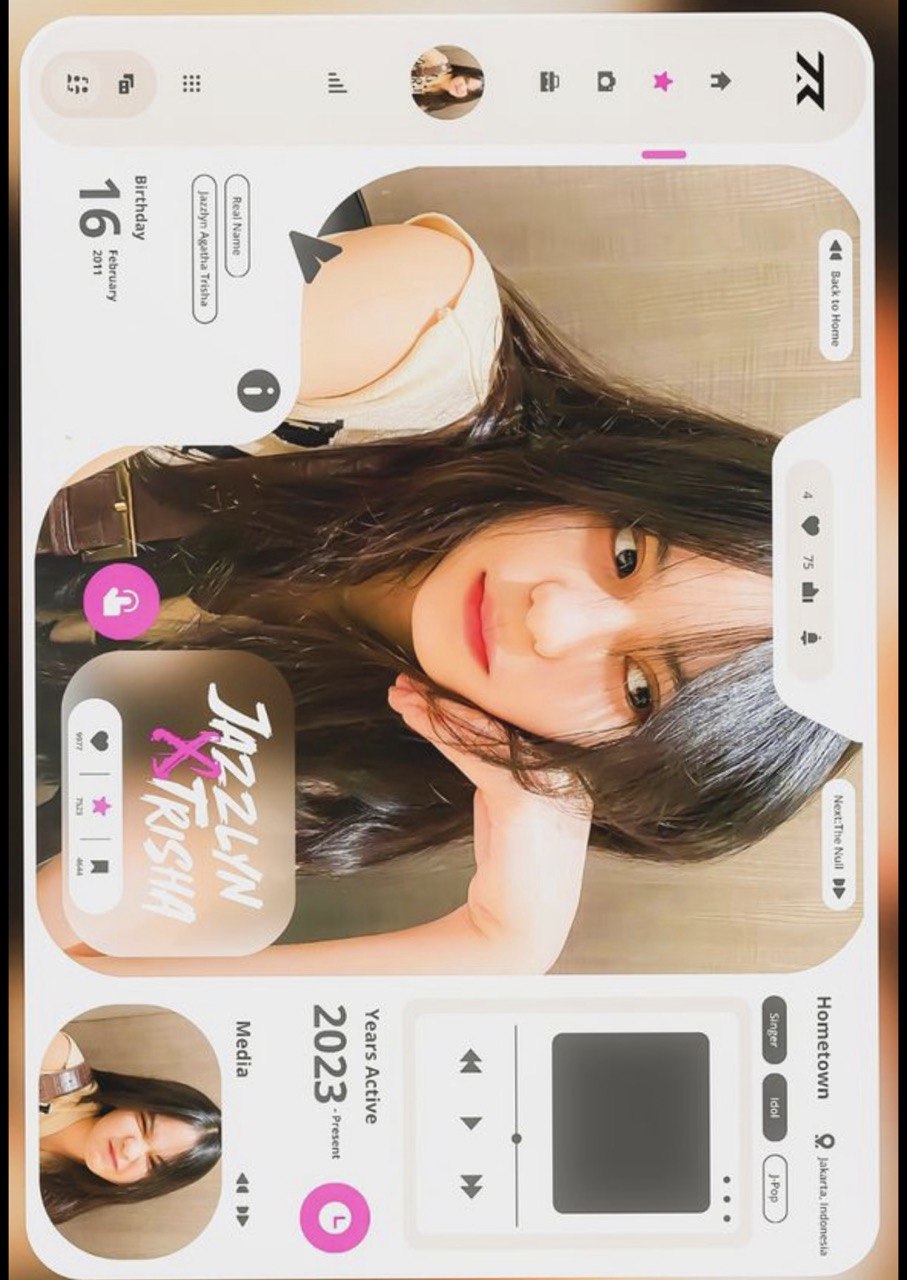 Back to Home
4 75
Next:The Null
Real Name
Jazzlyn Agatha Trisha
Birthday
16 February
2011
JAZZLYN
X TRISHA
9977 7523 4644
Hometown Jakarta, Indonesia
Singer Idol J-Pop
Years Active
2023 - Present
Media